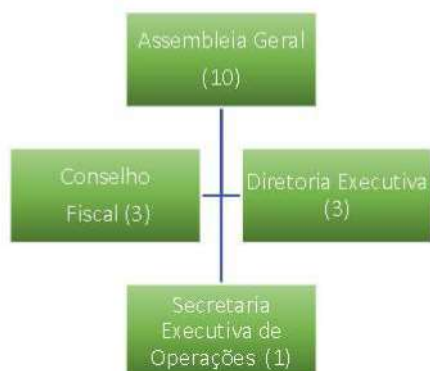 Assembleia Geral
(10)
Conselho
Fiscal (3)
Diretoria Executiva
(3)
Secretaria
Executiva de
Operações (1)